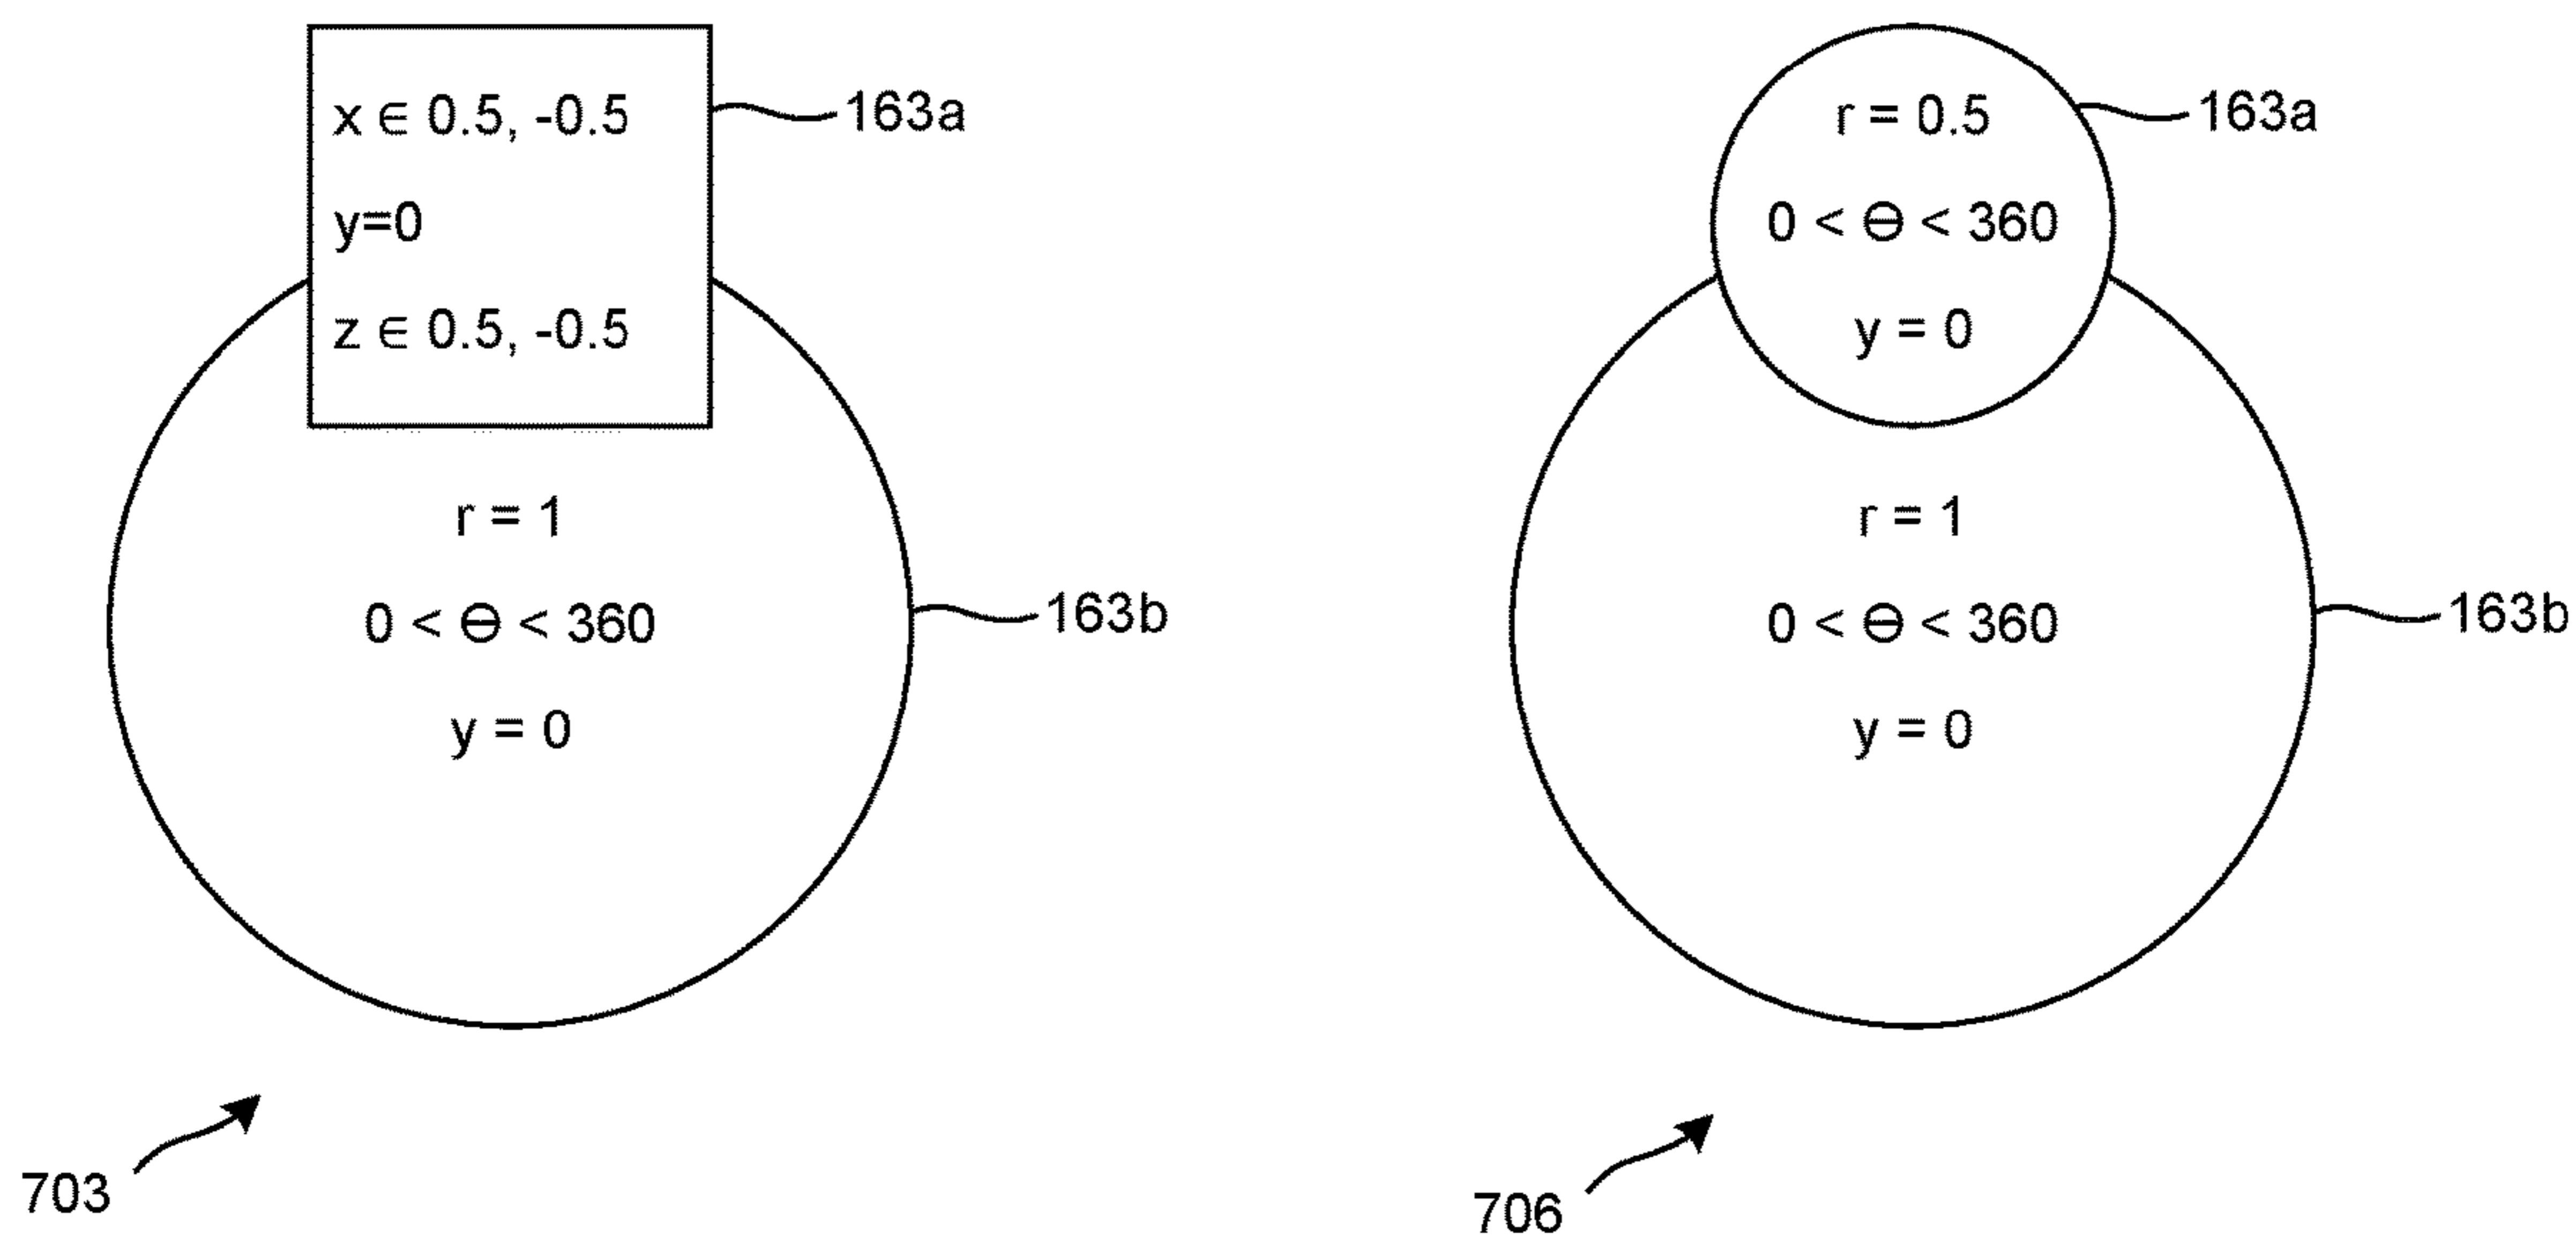 x ∈ 0.5, -0.5
163a
y=0
z ∈ 0.5, -0.5
r = 1
0 < ϴ < 360
163b
y = 0
703
r = 0.5
163a
0 < ϴ < 360
y = 0
r = 1
0 < ϴ < 360
163b
y = 0
706